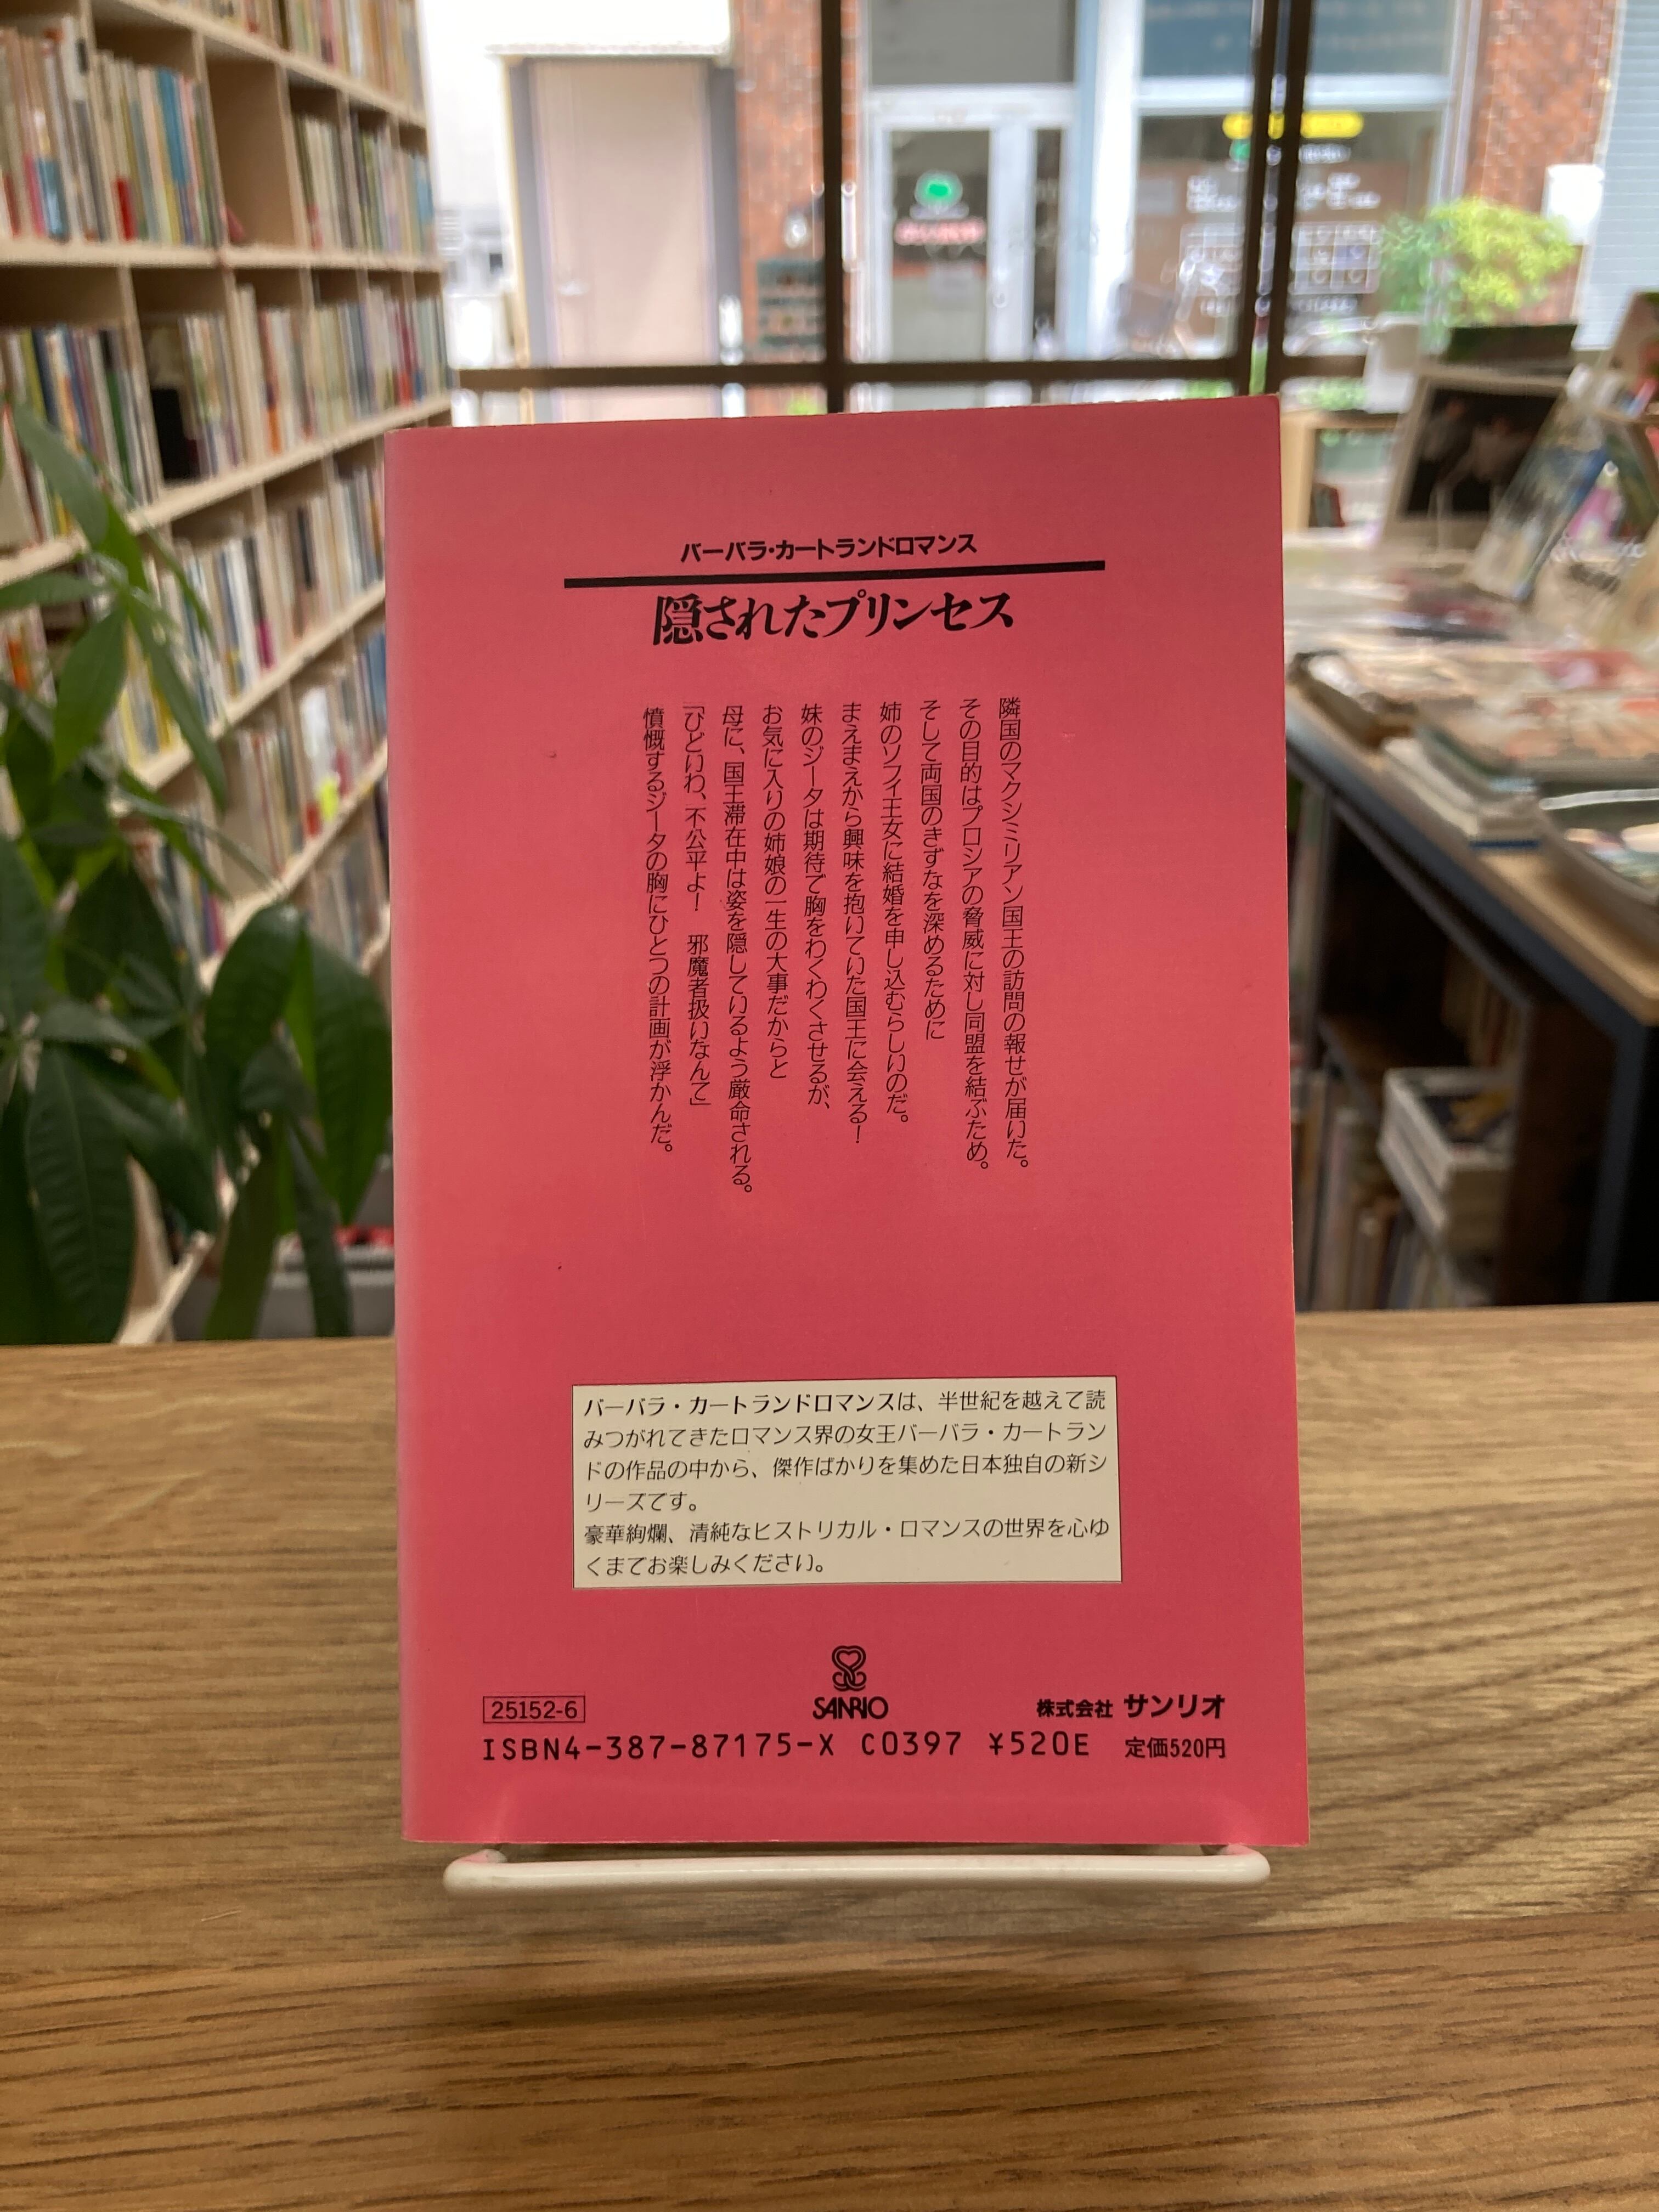 バーバラ・カートランドロマンス
隠されたプリンセス
隣国のマクシミリアン国王の訪問の報せが届いた。
その目的はプロシアの脅威に対し同盟を結ぶため。
そして両国のきずなを深めるために
姉のソフィ王女に結婚を申し込むらしいのだ。
まえまえから興味を抱いていた国王に会える！
妹のジータは期待で胸をわくわくさせるが、
お気に入りの姉娘の一生の大事だからと
母に、国王滞在中は姿を隠しているよう厳命される。
「ひどいわ、不公平よ！　邪魔者扱いなんて」
憤慨するジータの胸にひとつの計画が浮かんだ。
バーバラ・カートランドロマンスは、半世紀を越えて読
みつがれてきたロマンス界の女王バーバラ・カートラン
ドの作品の中から、傑作ばかりを集めた日本独自の新シ
リーズです。
豪華絢爛、清純なヒストリカル・ロマンスの世界を心ゆ
くまでお楽しみください。
25152-6
SANRIO
株式会社 サンリオ
ISBN4-387-87175-X C0397 ¥520E 定価520円